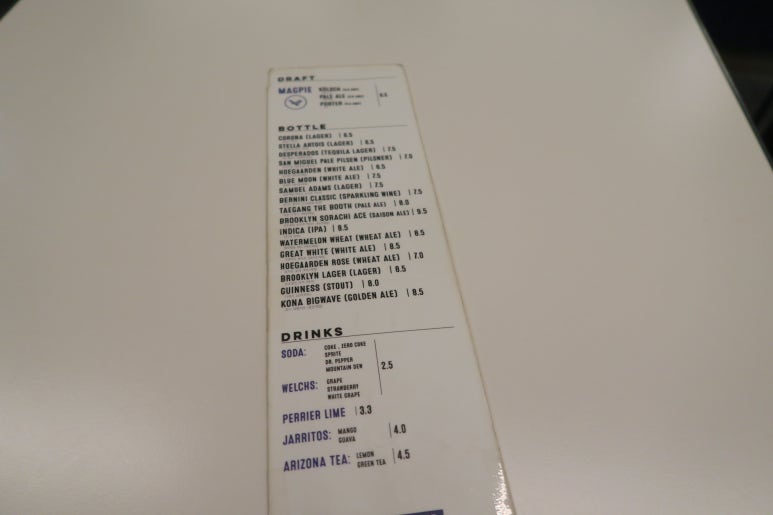 DRAFT
MAGPIE KOLSCH
PALE ALE
PORTER
BOTTLE
CORONA (LAGER) | 6.5
STELLA ARTOIS (LAGER) | 8.5
DESPERADOS (TEQUILA LAGER) | 7.5
SAN MIGUEL PALE PILSEN (PILSNER) | 7.0
HOEGAARDEN (WHITE ALE) | 8.5
BLUE MOON (WHITE ALE) | 7.5
SAMUEL ADAMS (LAGER) | 7.5
BERNINI CLASSIC (SPARKLING WINE) | 7.5
TAEGANG THE BOOTH (PALE ALE) | 8.0
BROOKLYN SORACHI ACE (SAISON ALE) | 9.5
INDICA (IPA) | 8.5
WATERMELON WHEAT (WHEAT ALE) | 8.5
GREAT WHITE (WHITE ALE) | 8.5
HOEGAARDEN ROSE (WHEAT ALE) | 7.0
BROOKLYN LAGER (LAGER) | 8.5
GUINNESS (STOUT) | 8.0
KONA BIGWAVE (GOLDEN ALE) | 8.5
DRINKS
SODA: COKE, ZERO COKE
SPRITE
DR. PEPPER
MOUNTAIN DEW
2.5
WELCHS: GRAPE
STRAWBERRY
WHITE GRAPE
PERRIER LIME | 3.3
JARRITOS: MANGO
GUAVA | 4.0
ARIZONA TEA: LEMON
GREEN TEA | 4.5